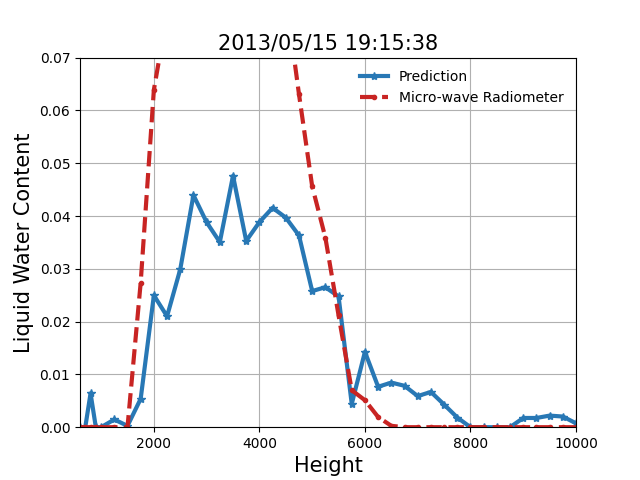 2013/05/15 19:15:38
0.07
0.06
0.05
0.04
0.03
0.02
0.01
0.00
Liquid Water Content
Prediction
Micro-wave Radiometer
2000 4000 6000 8000 10000
Height